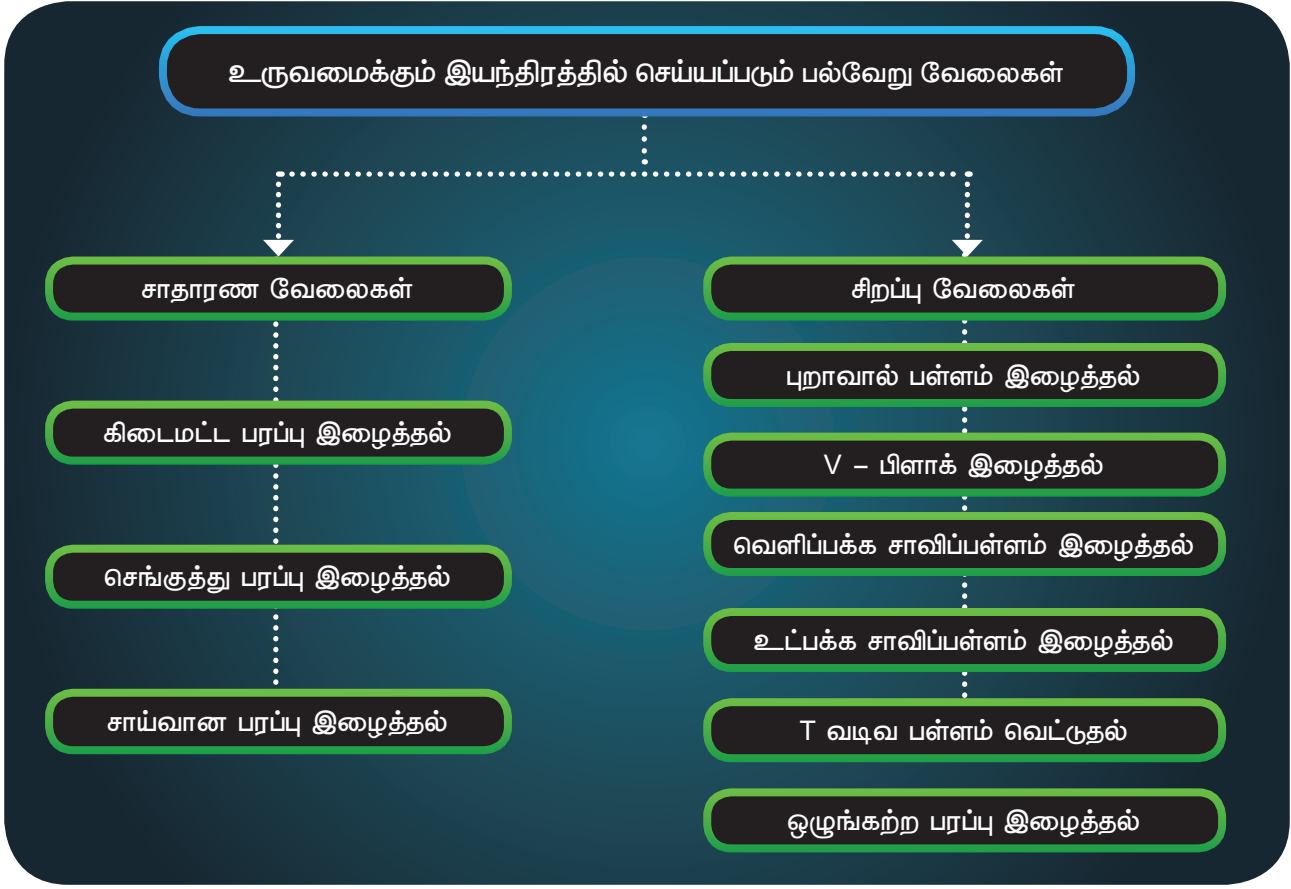 உருவமைக்கும் இயந்திரத்தில் செய்யப்படும் பல்வேறு வேலைகள்
சாதாரண வேலைகள்
கிடைமட்ட பரப்பு இழைத்தல்
செங்குத்து பரப்பு இழைத்தல்
சாய்வான பரப்பு இழைத்தல்
சிறப்பு வேலைகள்
புறாவால் பள்ளம் இழைத்தல்
V – பிளாக் இழைத்தல்
வெளிப்பக்க சாவிப்பள்ளம் இழைத்தல்
உட்பக்க சாவிப்பள்ளம் இழைத்தல்
T வடிவ பள்ளம் வெட்டுதல்
ஒழுங்கற்ற பரப்பு இழைத்தல்